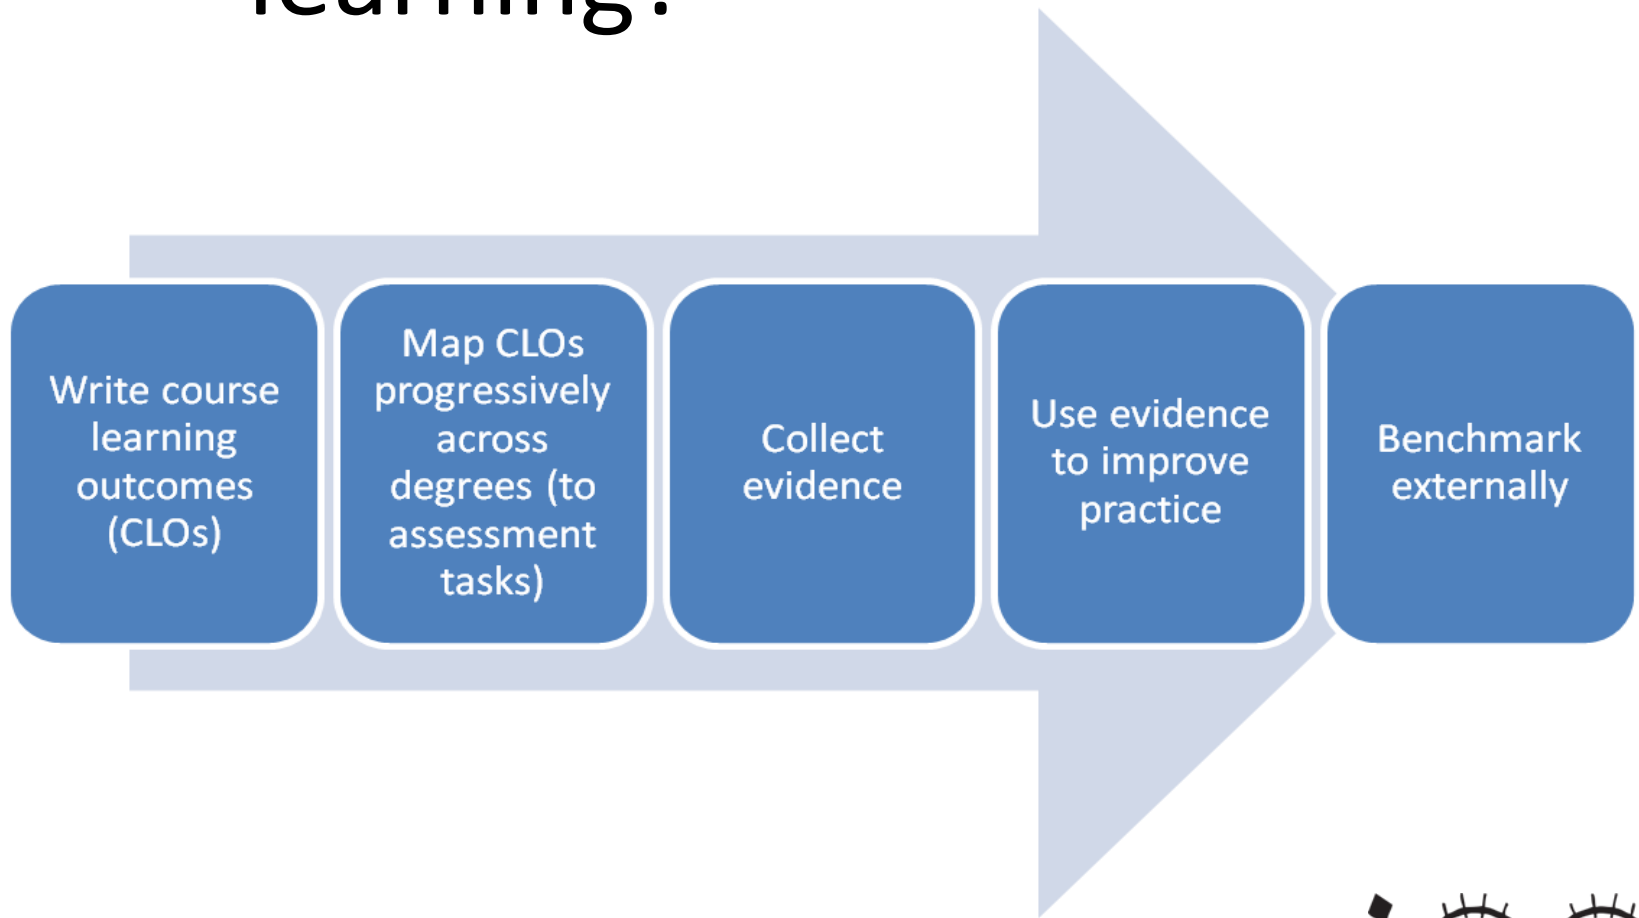 learning?
Write course
learning
outcomes
(CLOs)
Map CLOs
progressively
across
degrees (to
assessment
tasks)
Collect
evidence
Use evidence
to improve
practice
Benchmark
externally